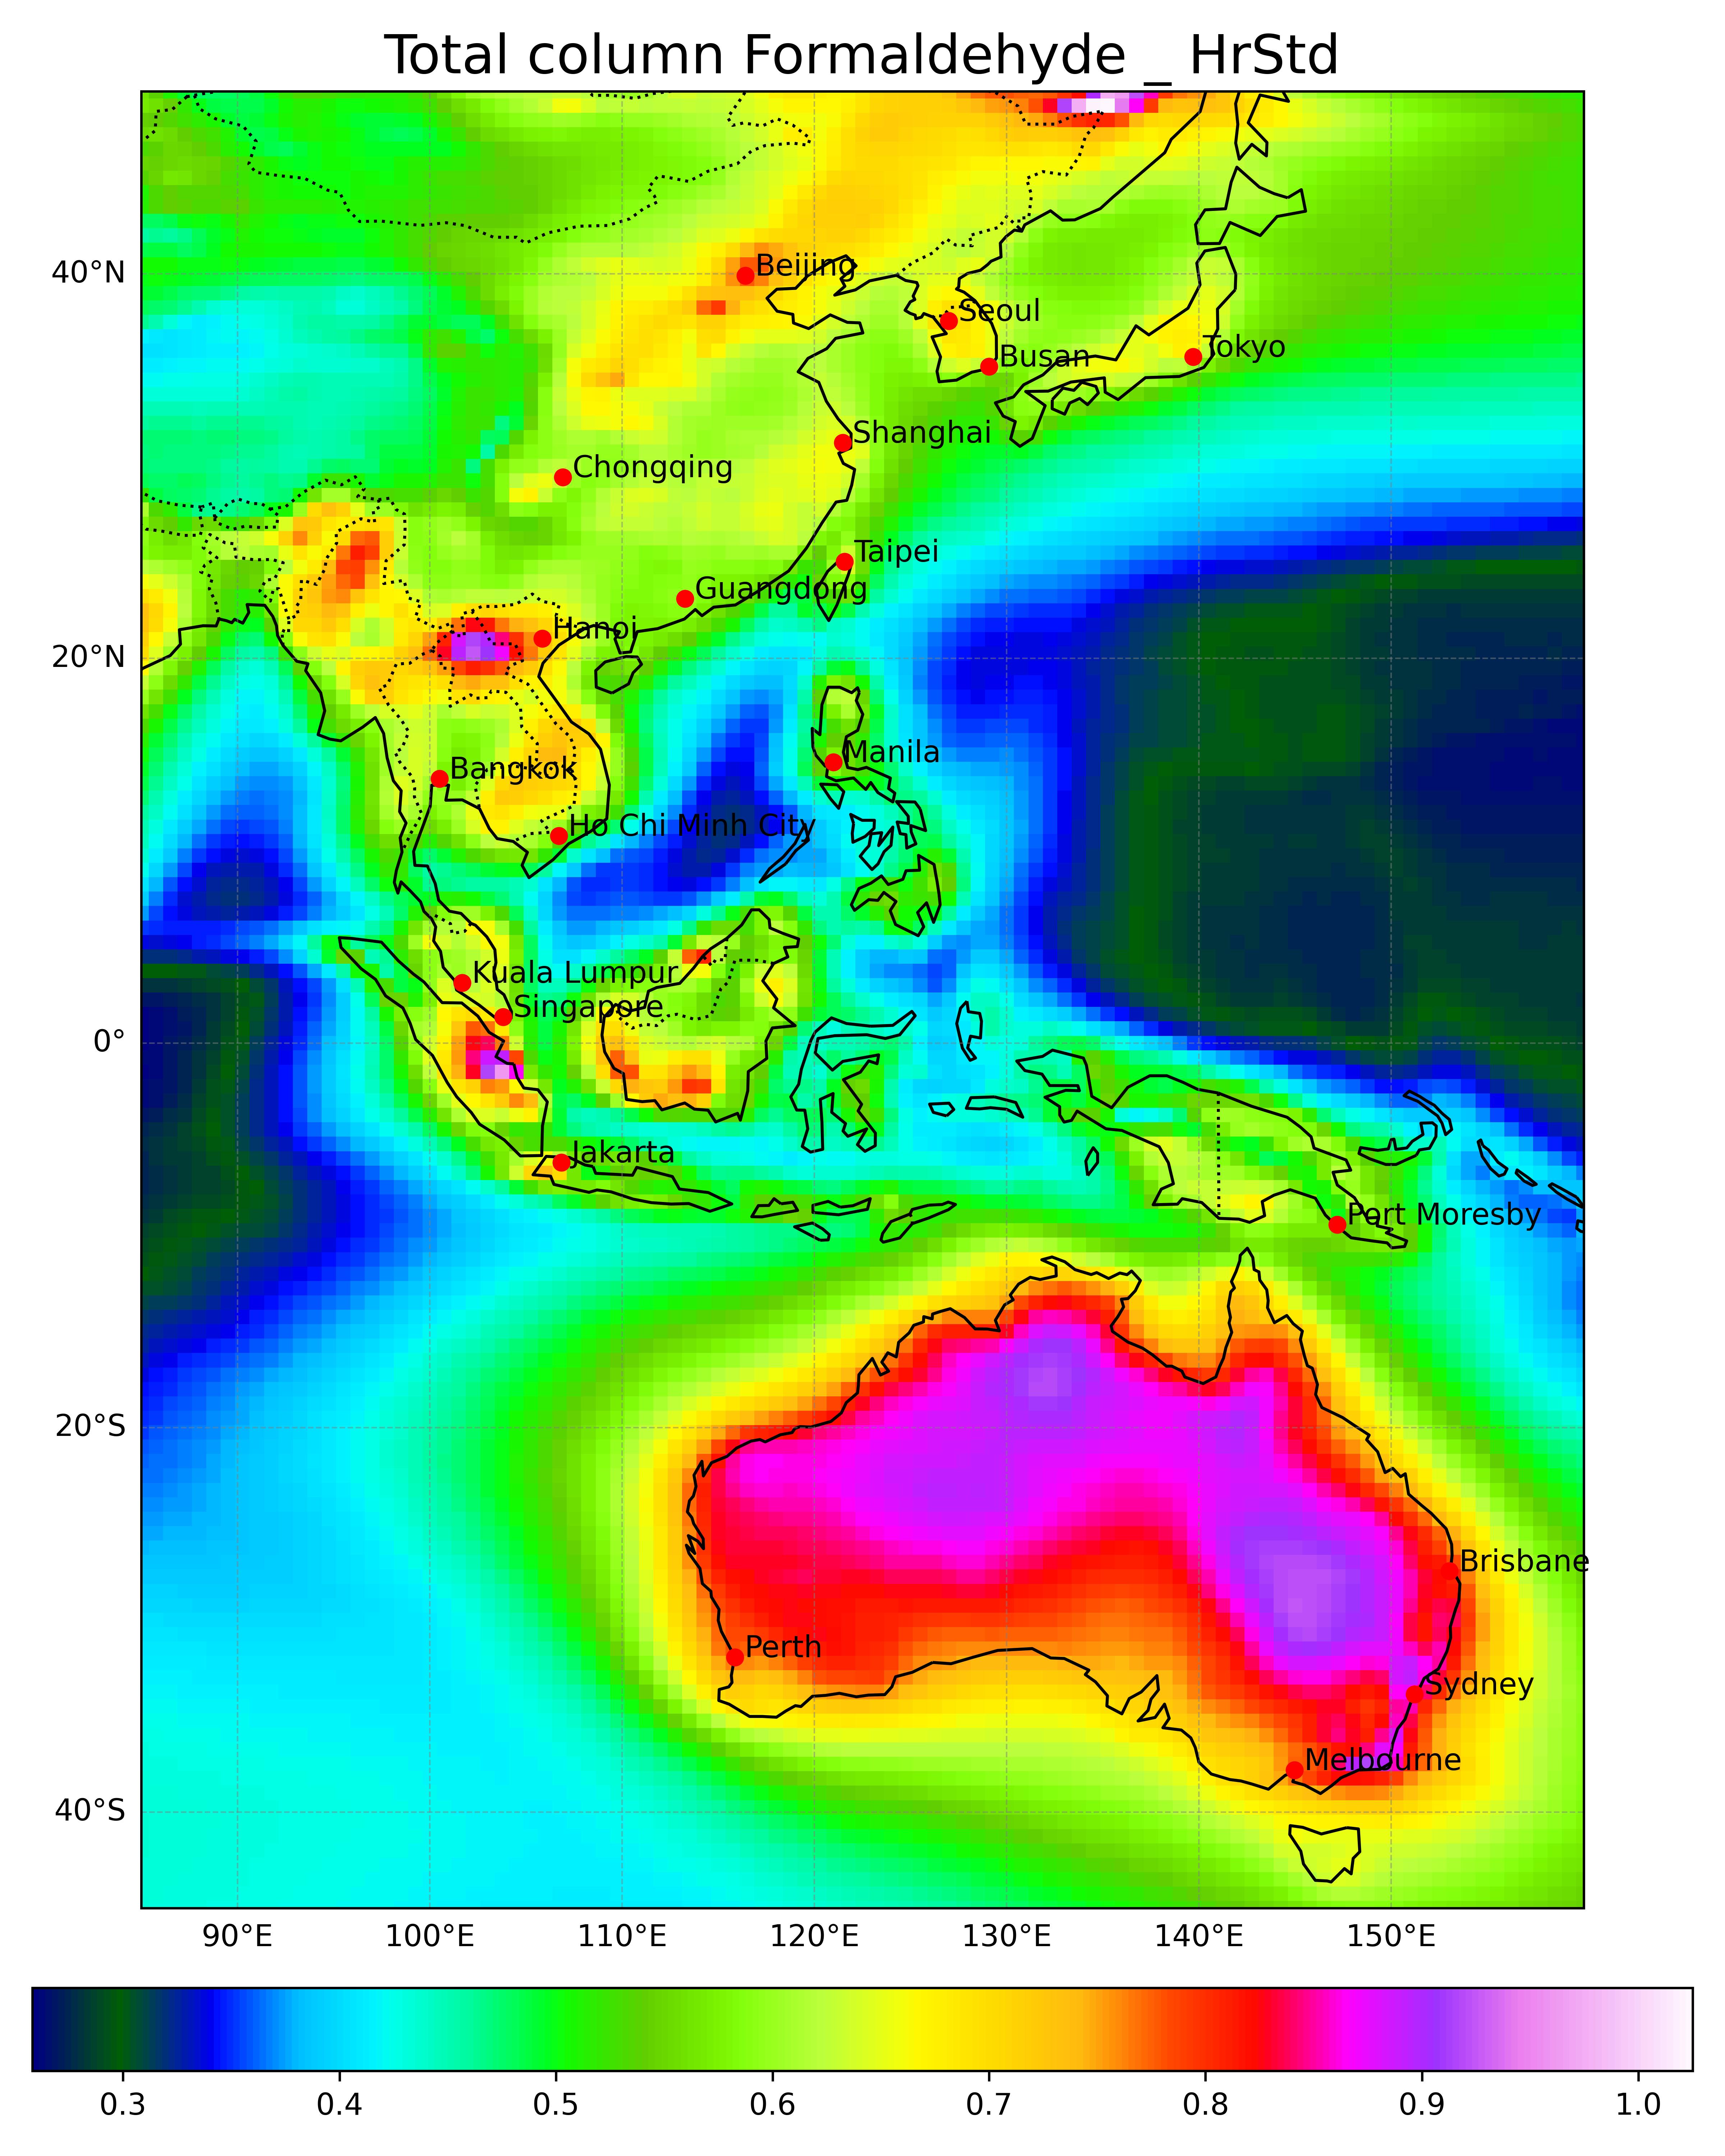 Total column Formaldehyde _ HrStd
40°N
20°N
0°
20°S
40°S
Beijing
Seoul
Busan
Tokyo
Shanghai
Chongqing
Taipei
Guangdong
Hanoi
Manila
Bangkok
Ho Chi Minh City
Kuala Lumpur
Singapore
Jakarta
Port Moresby
Brisbane
Perth
Sydney
Melbourne
90°E 100°E 110°E 120°E 130°E 140°E 150°E
0.3 0.4 0.5 0.6 0.7 0.8 0.9 1.0